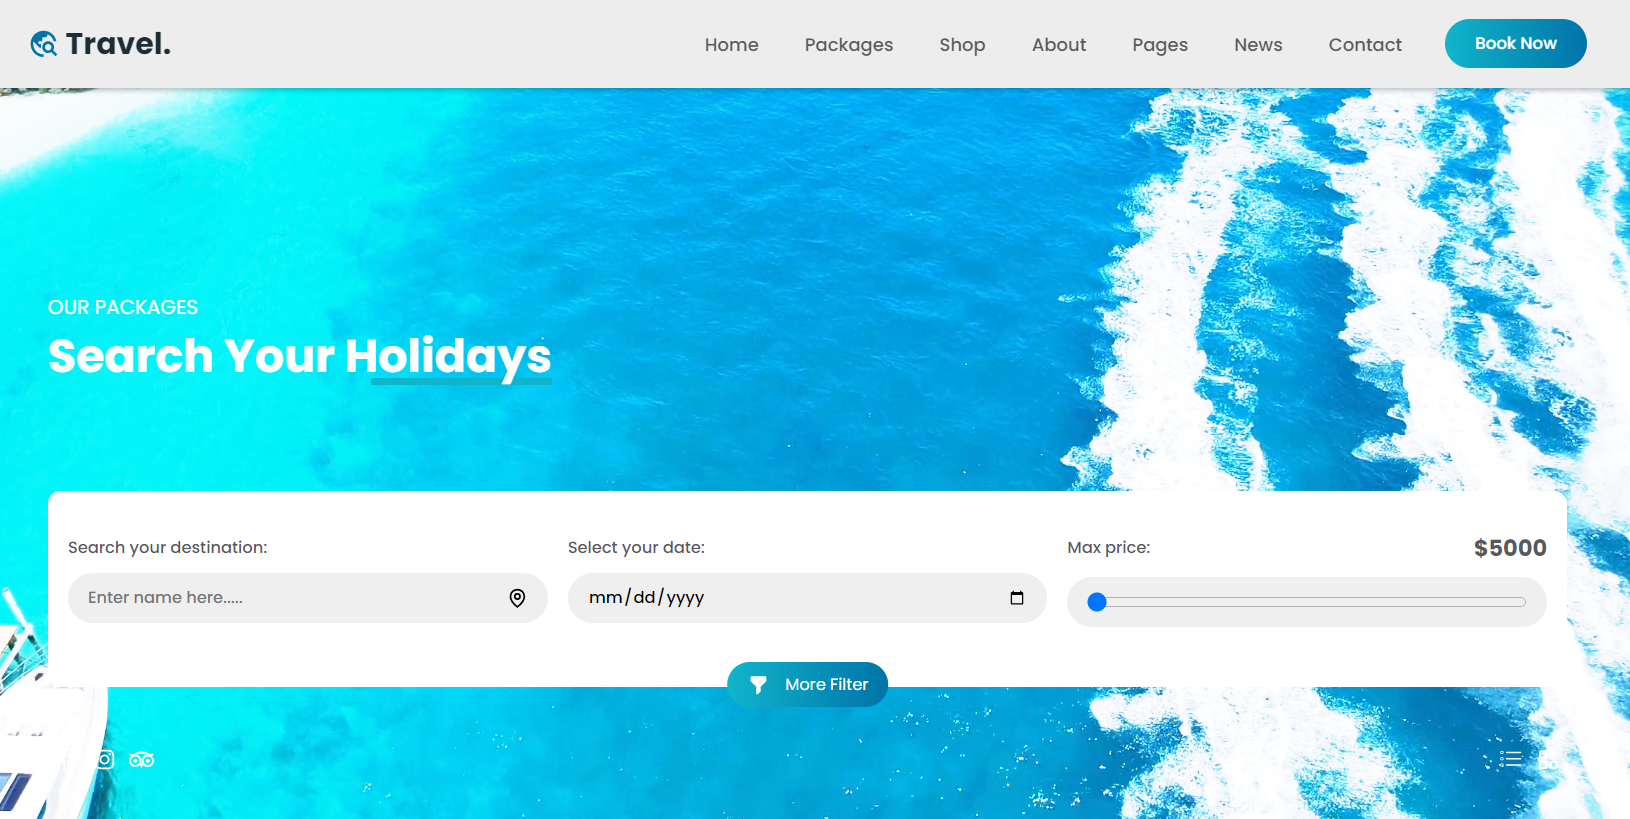 Travel.
Home Packages Shop About Pages News Contact Book Now
OUR PACKAGES
Search Your Holidays
Search your destination: Select your date: Max price: $5000
Enter name here..... mm/dd/yyyy
More Filter